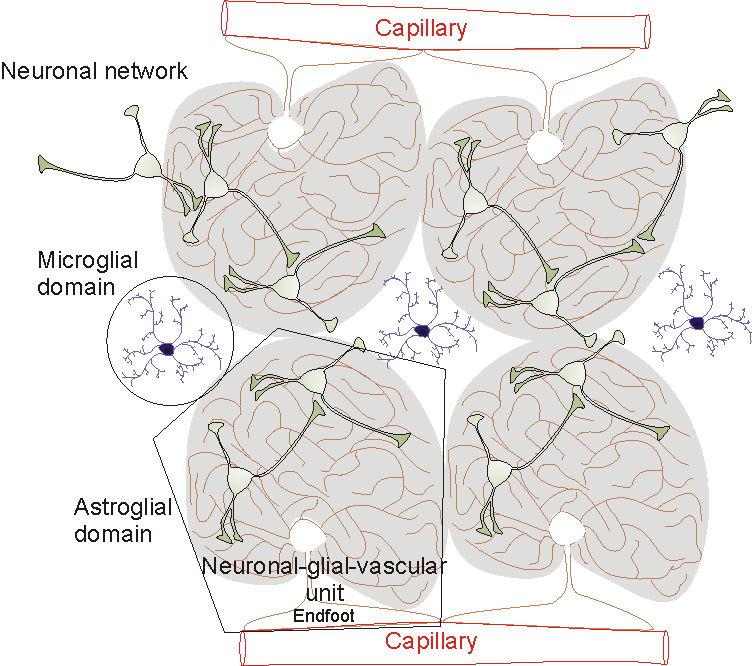 Capillary
Neuronal network
Microglial
domain
Astroglial
domain
Neuronal-glial-vascular
unit
Endfoot
Capillary